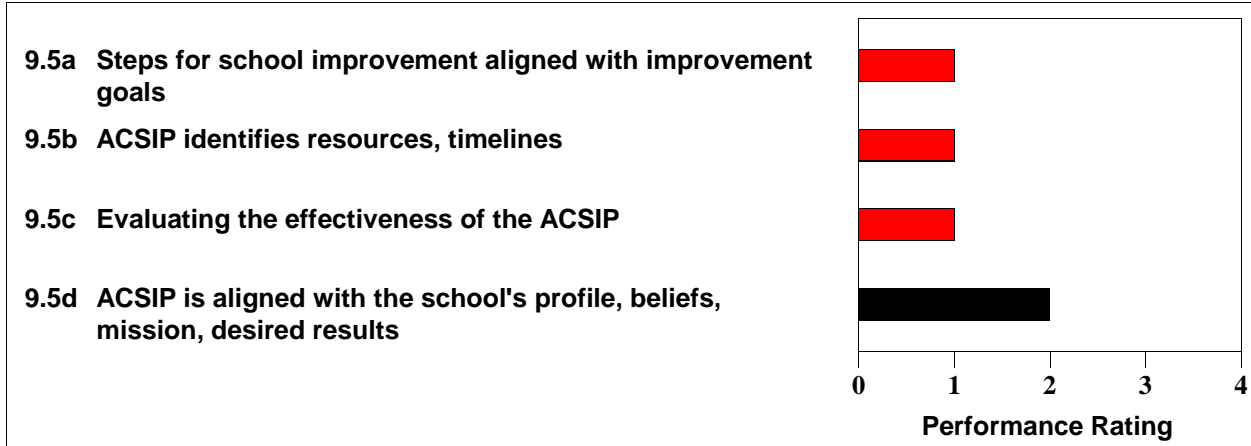 9.5a Steps for school improvement aligned with improvement
goals
9.5b ACSIP identifies resources, timelines
9.5c Evaluating the effectiveness of the ACSIP
9.5d ACSIP is aligned with the school's profile, beliefs,
mission, desired results
0 1 2 3 4
Performance Rating